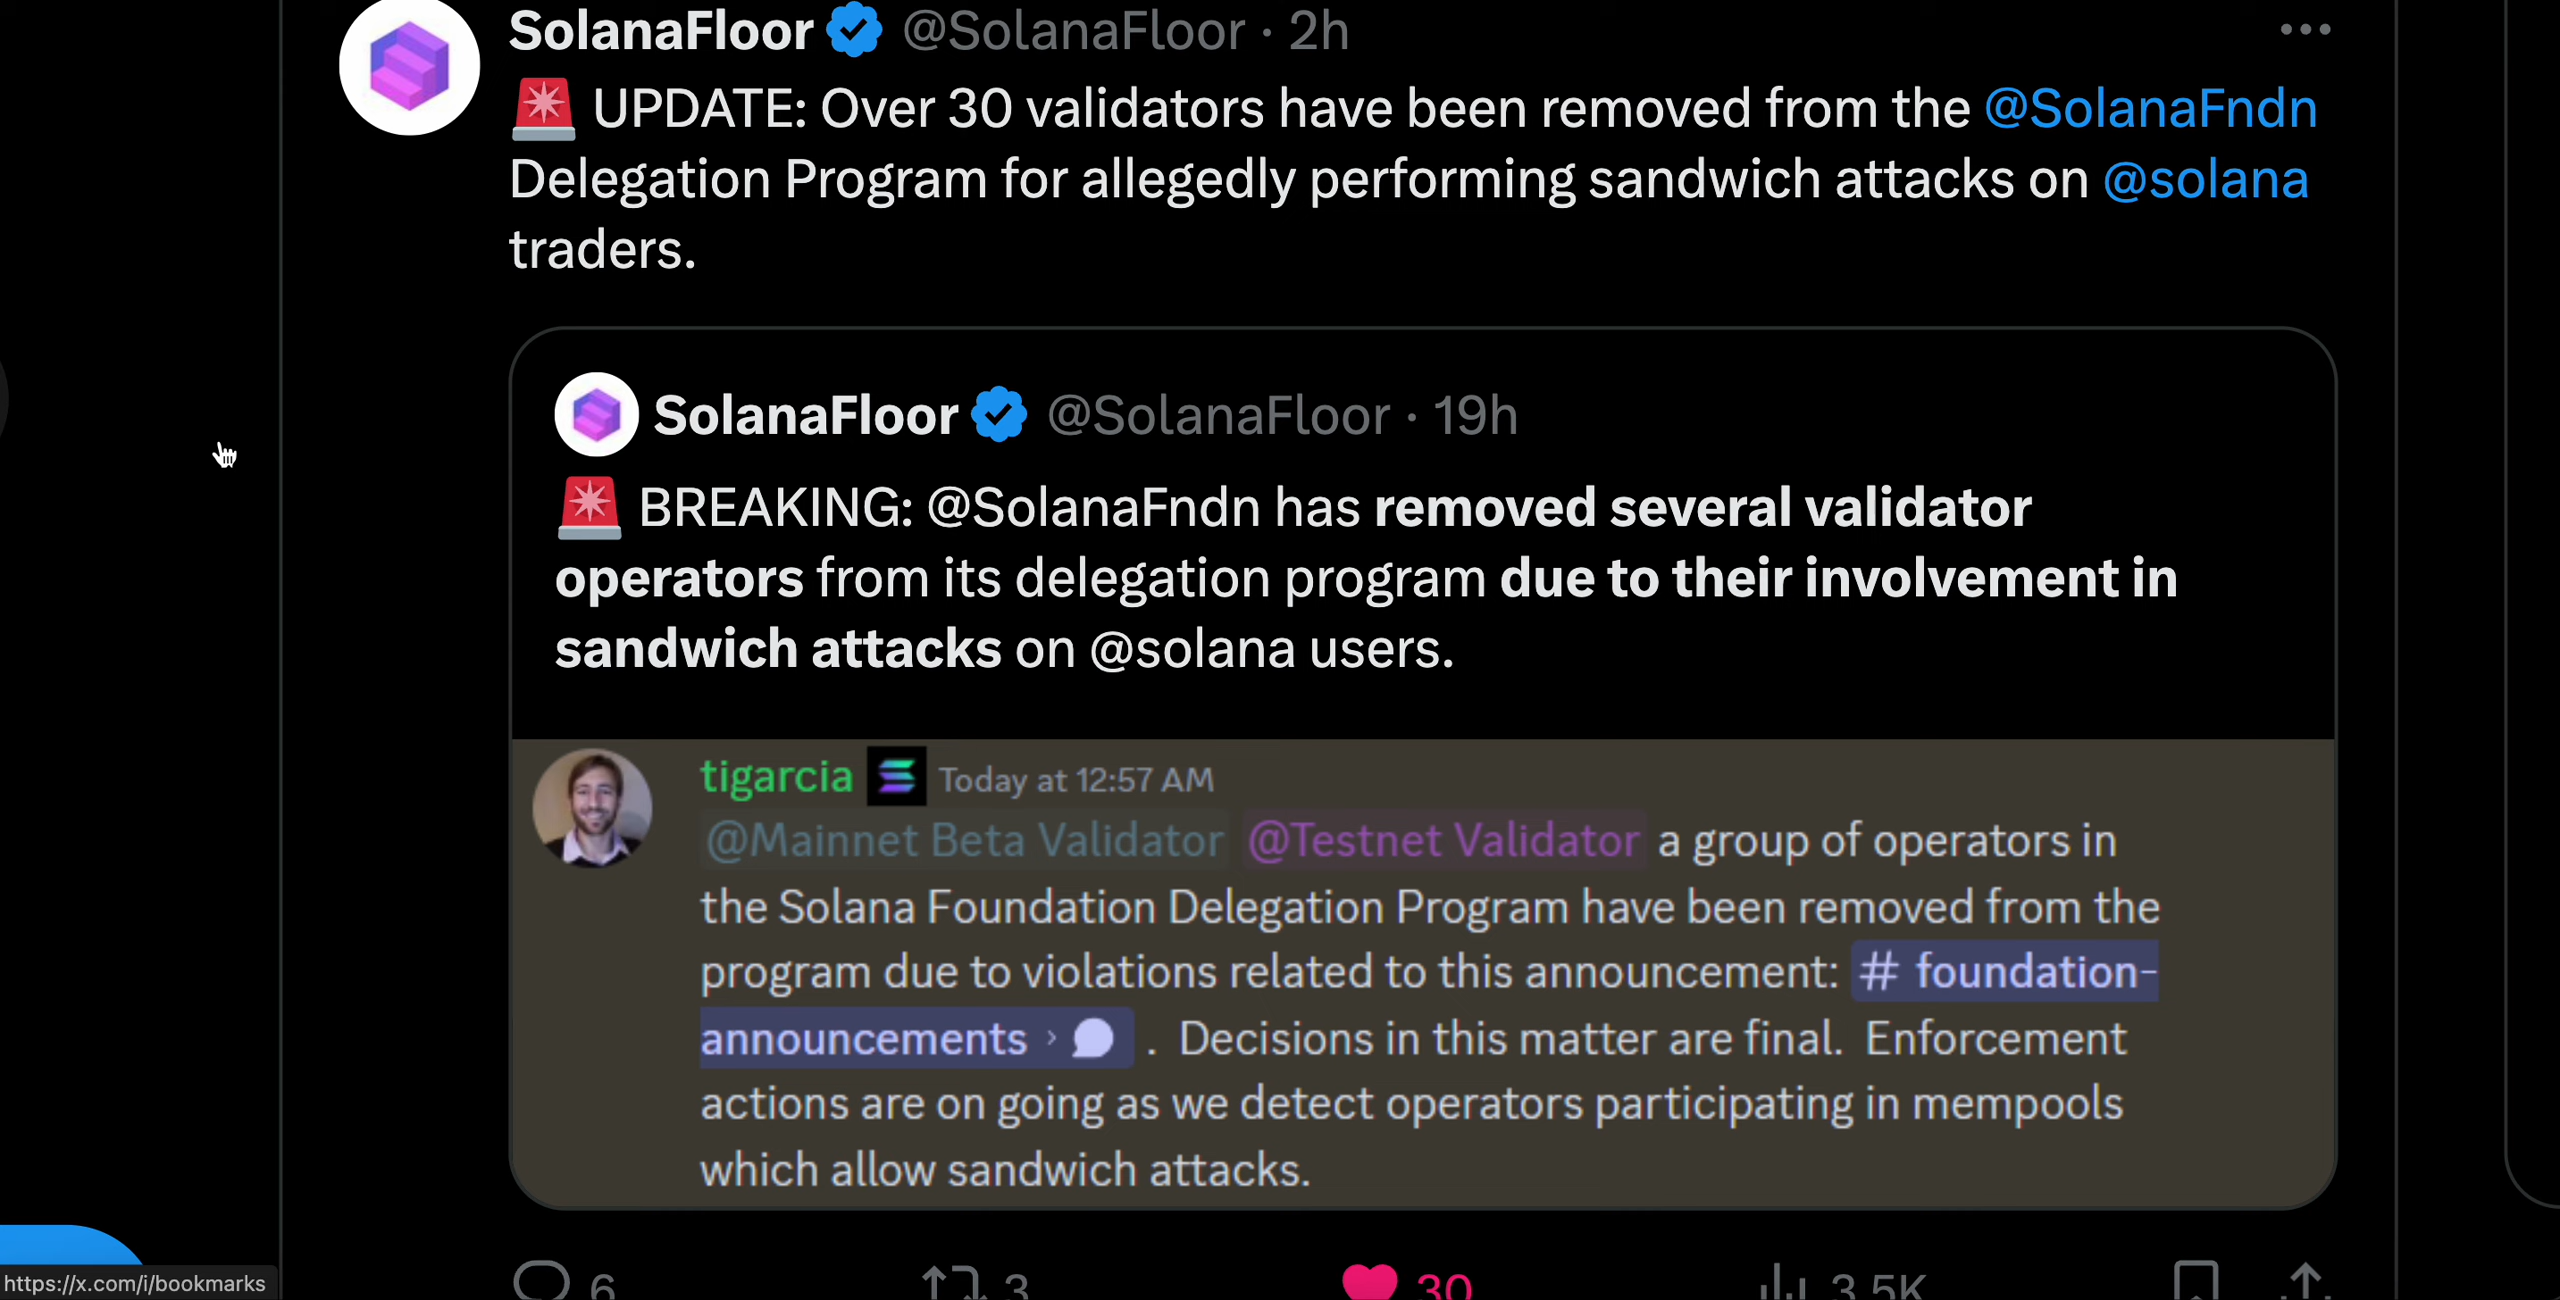 SolanaFloor @SolanaFloor · 2h
🚨 UPDATE: Over 30 validators have been removed from the @SolanaFndn
Delegation Program for allegedly performing sandwich attacks on @solana
traders.
SolanaFloor @SolanaFloor · 19h
🚨 BREAKING: @SolanaFndn has removed several validator
operators from its delegation program due to their involvement in
sandwich attacks on @solana users.
tigarcia Today at 12:57 AM
@Mainnet Beta Validator @Testnet Validator a group of operators in
the Solana Foundation Delegation Program have been removed from the
program due to violations related to this announcement: # foundation-
announcements › . Decisions in this matter are final. Enforcement
actions are on going as we detect operators participating in mempools
which allow sandwich attacks.
6 3 30 3.5K
https://x.com/i/bookmarks